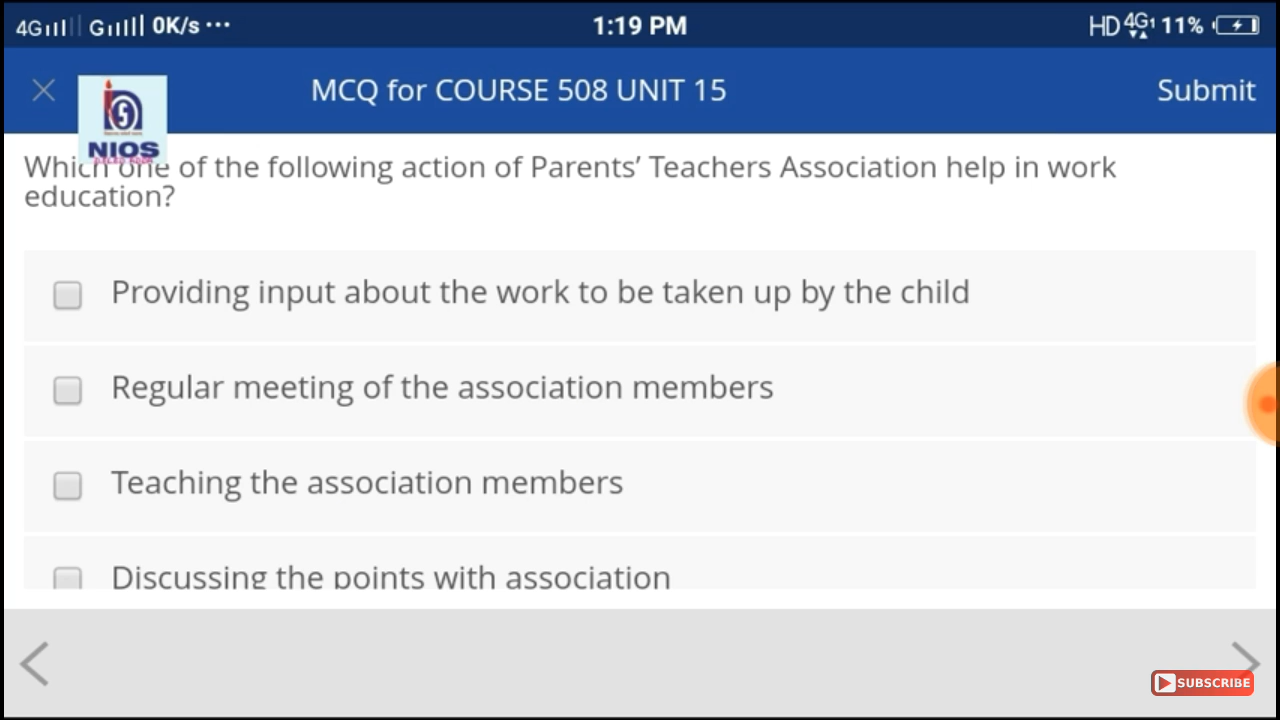 4G G 0K/s ··· 1:19 PM HD 4G¹ 11%
MCQ for COURSE 508 UNIT 15 Submit
NIOS
Which one of the following action of Parents’ Teachers Association help in work
education?
Providing input about the work to be taken up by the child
Regular meeting of the association members
Teaching the association members
Discussing the points with association
SUBSCRIBE